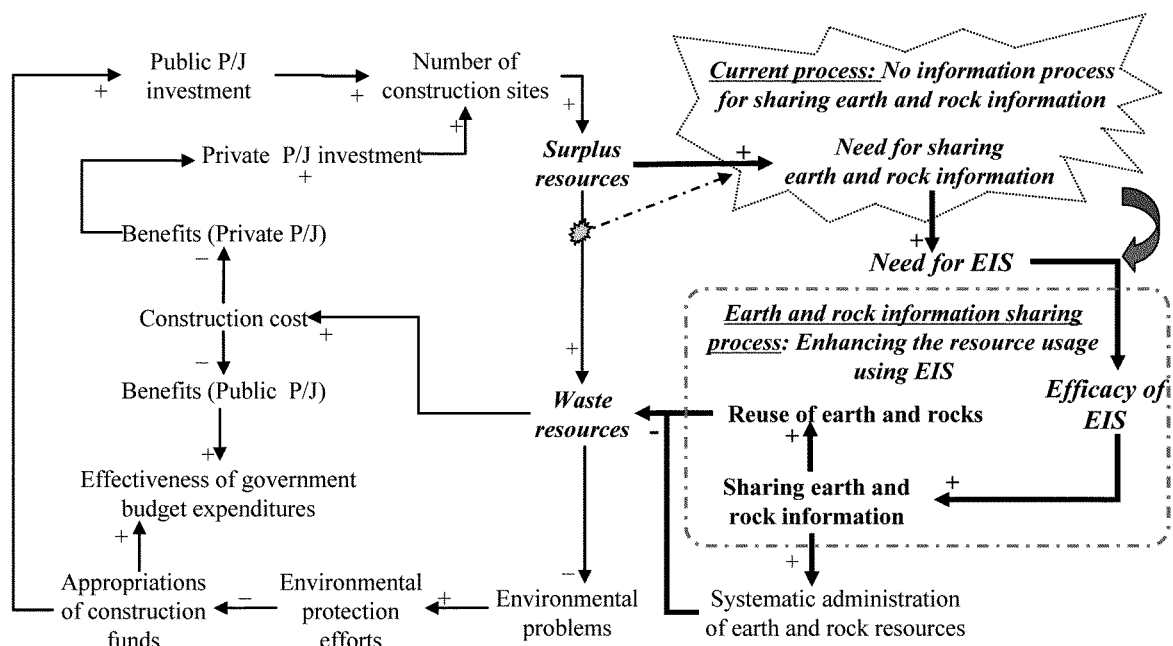 Public P/J
investment
+
Number of
construction sites
+
+
+
Private P/J investment
+
Surplus
resources
Current process: No information process
for sharing earth and rock information
+
Need for sharing
earth and rock information
+
Need for EIS
Benefits (Private P/J)
−
Construction cost
+
−
Benefits (Public P/J)
+
Effectiveness of government
budget expenditures
+
Appropriations
of construction
funds
−
Environmental
protection
efforts
+
Environmental
problems
−
+
Waste
resources
-
Earth and rock information sharing
process: Enhancing the resource usage
using EIS
Efficacy of
EIS
Reuse of earth and rocks
+
Sharing earth and
rock information
+
+
Systematic administration
of earth and rock resources